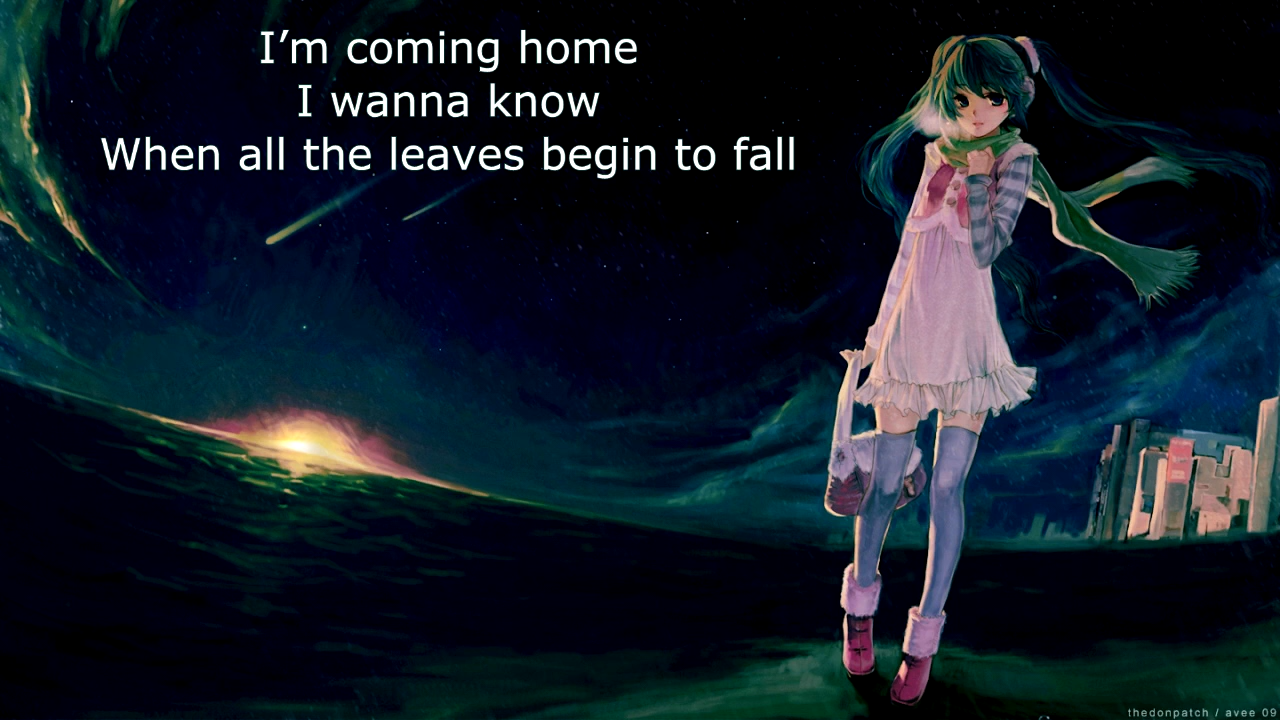 I’m coming home
I wanna know
When all the leaves begin to fall
thedonpatch / avee 09